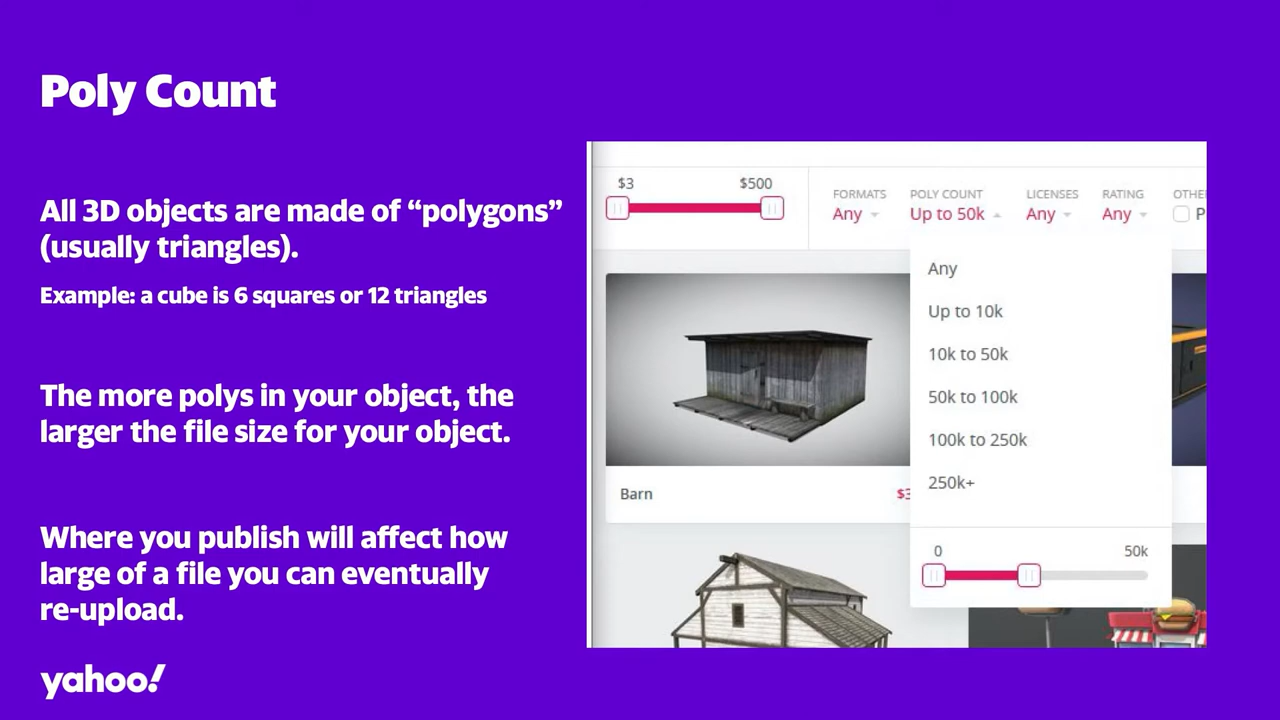 Poly Count
All 3D objects are made of “polygons”
(usually triangles).
Example: a cube is 6 squares or 12 triangles
The more polys in your object, the
larger the file size for your object.
Where you publish will affect how
large of a file you can eventually
re-upload.
yahoo!
$3 $500
FORMATS POLY COUNT LICENSES RATING OTHE
Any Up to 50k Any Any P
Any
Up to 10k
10k to 50k
50k to 100k
100k to 250k
250k+
0 50k
Barn $3